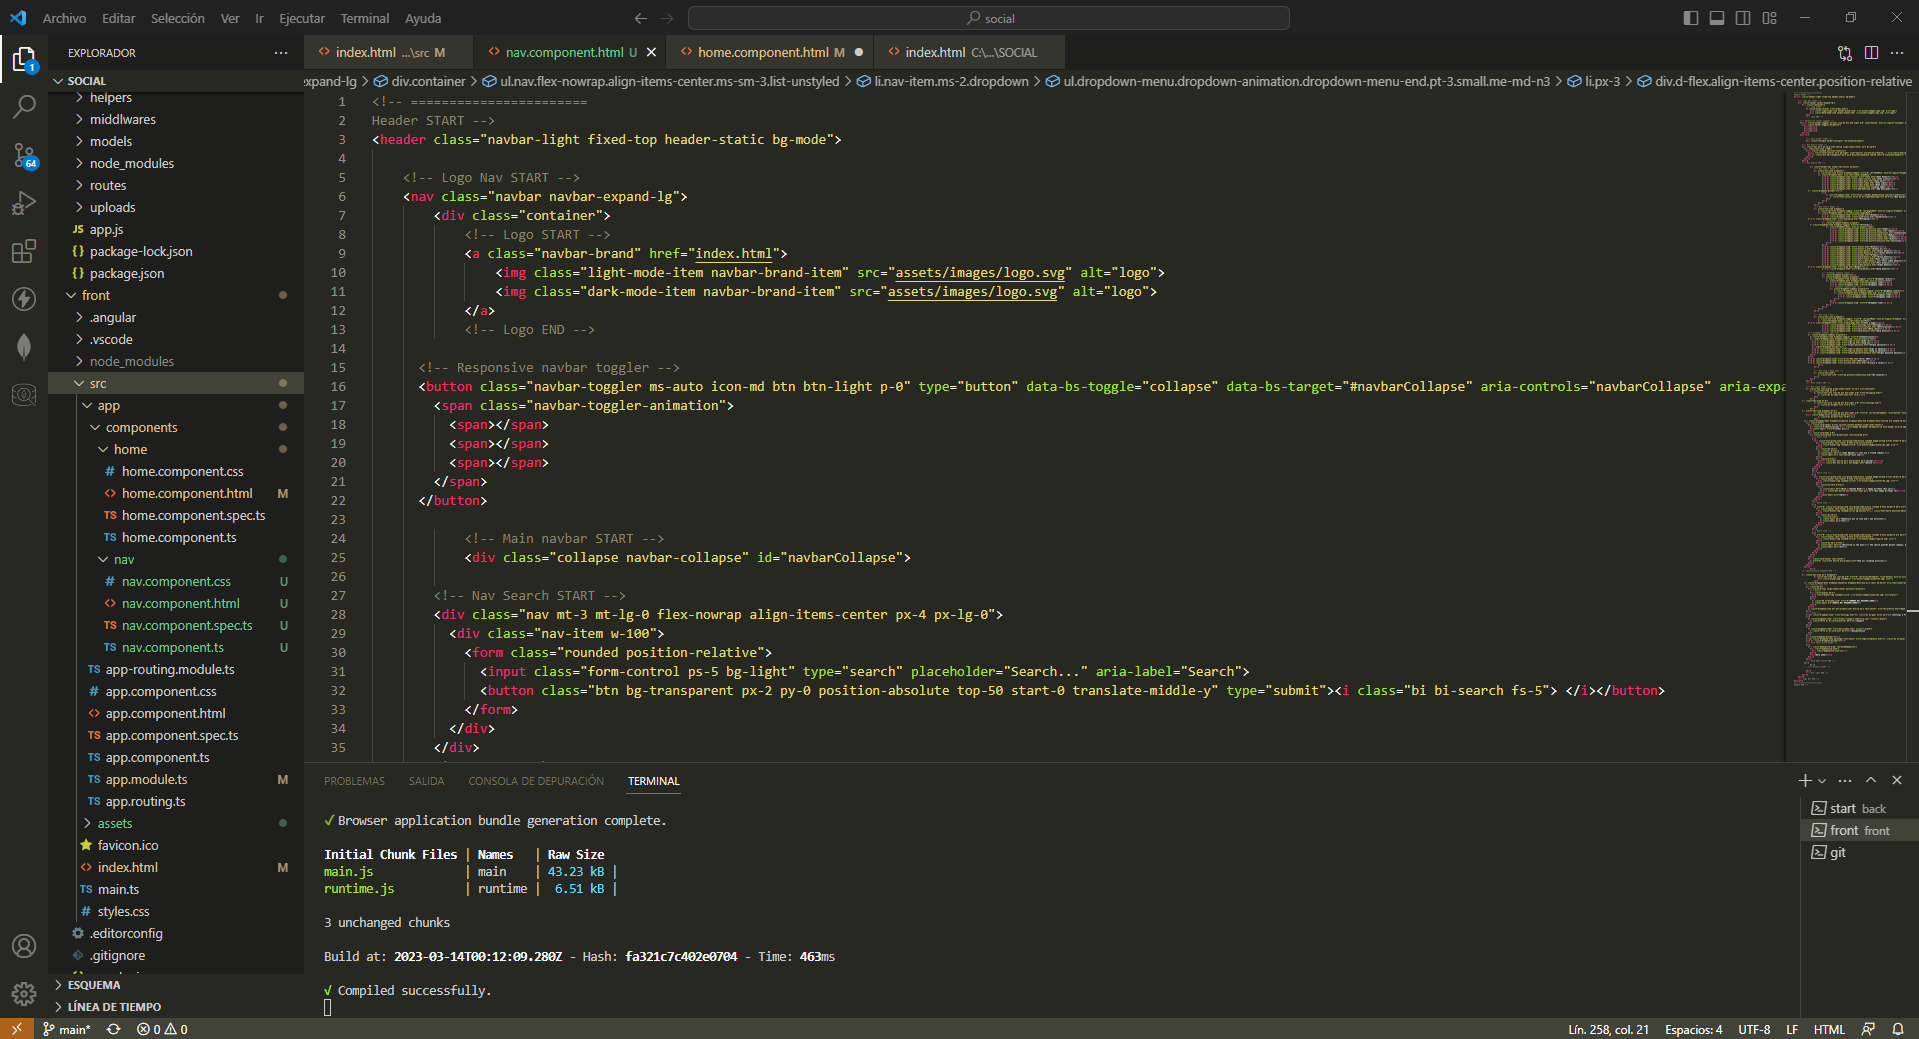 Archivo Editar Selección Ver Ir Ejecutar Terminal Ayuda
social
EXPLORADOR
SOCIAL
helpers
middlwares
models
node_modules
routes
uploads
JS app.js
{} package-lock.json
{} package.json
front
.angular
.vscode
node_modules
src
app
components
home
# home.component.css
<> home.component.html M
TS home.component.spec.ts
TS home.component.ts
nav
# nav.component.css U
<> nav.component.html U
TS nav.component.spec.ts U
TS nav.component.ts U
TS app-routing.module.ts
# app.component.css
<> app.component.html
TS app.component.spec.ts
TS app.component.ts
TS app.module.ts M
TS app.routing.ts
assets
favicon.ico
<> index.html M
TS main.ts
# styles.css
.editorconfig
.gitignore
ESQUEMA
LÍNEA DE TIEMPO
1
64
<> index.html ...\src M
<> nav.component.html U
<> home.component.html M
<> index.html C:\...\SOCIAL
expand-lg > div.container > ul.nav.flex-nowrap.align-items-center.ms-sm-3.list-unstyled > li.nav-item.ms-2.dropdown > ul.dropdown-menu.dropdown-animation.dropdown-menu-end.pt-3.small.me-md-n3 > li.px-3 > div.d-flex.align-items-center.position-relative
1 <!-- =======================
2 Header START -->
3 <header class="navbar-light fixed-top header-static bg-mode">
4
5 <!-- Logo Nav START -->
6 <nav class="navbar navbar-expand-lg">
7 <div class="container">
8 <!-- Logo START -->
9 <a class="navbar-brand" href="index.html">
10 <img class="light-mode-item navbar-brand-item" src="assets/images/logo.svg" alt="logo">
11 <img class="dark-mode-item navbar-brand-item" src="assets/images/logo.svg" alt="logo">
12 </a>
13 <!-- Logo END -->
14
15 <!-- Responsive navbar toggler -->
16 <button class="navbar-toggler ms-auto icon-md btn btn-light p-0" type="button" data-bs-toggle="collapse" data-bs-target="#navbarCollapse" aria-controls="navbarCollapse" aria-expa
17 <span class="navbar-toggler-animation">
18 <span></span>
19 <span></span>
20 <span></span>
21 </span>
22 </button>
23
24 <!-- Main navbar START -->
25 <div class="collapse navbar-collapse" id="navbarCollapse">
26
27 <!-- Nav Search START -->
28 <div class="nav mt-3 mt-lg-0 flex-nowrap align-items-center px-4 px-lg-0">
29 <div class="nav-item w-100">
30 <form class="rounded position-relative">
31 <input class="form-control ps-5 bg-light" type="search" placeholder="Search..." aria-label="Search">
32 <button class="btn bg-transparent px-2 py-0 position-absolute top-50 start-0 translate-middle-y" type="submit"><i class="bi bi-search fs-5"> </i></button>
33 </form>
34 </div>
35 </div>
PROBLEMAS SALIDA CONSOLA DE DEPURACIÓN TERMINAL
✓ Browser application bundle generation complete.
Initial Chunk Files | Names | Raw Size
main.js | main | 43.23 kB |
runtime.js | runtime | 6.51 kB |
3 unchanged chunks
Build at: 2023-03-14T00:12:09.280Z - Hash: fa321c7c402e0704 - Time: 463ms
√ Compiled successfully.
start back
front front
git
main* 0 0
Lín. 258, col. 21 Espacios: 4 UTF-8 LF HTML